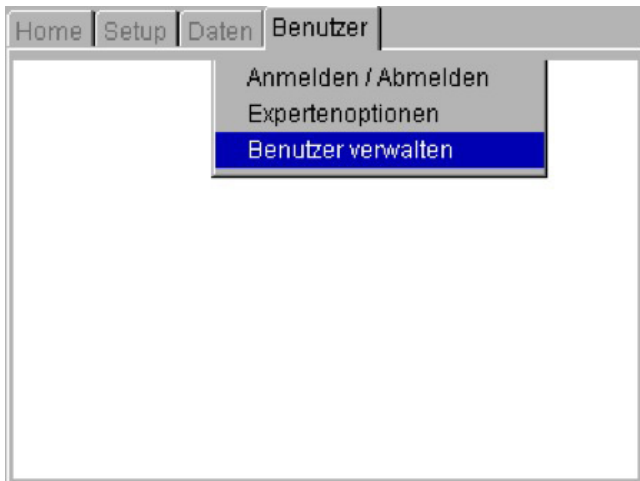 Home Setup Daten Benutzer
Anmelden / Abmelden
Expertenoptionen
Benutzer verwalten